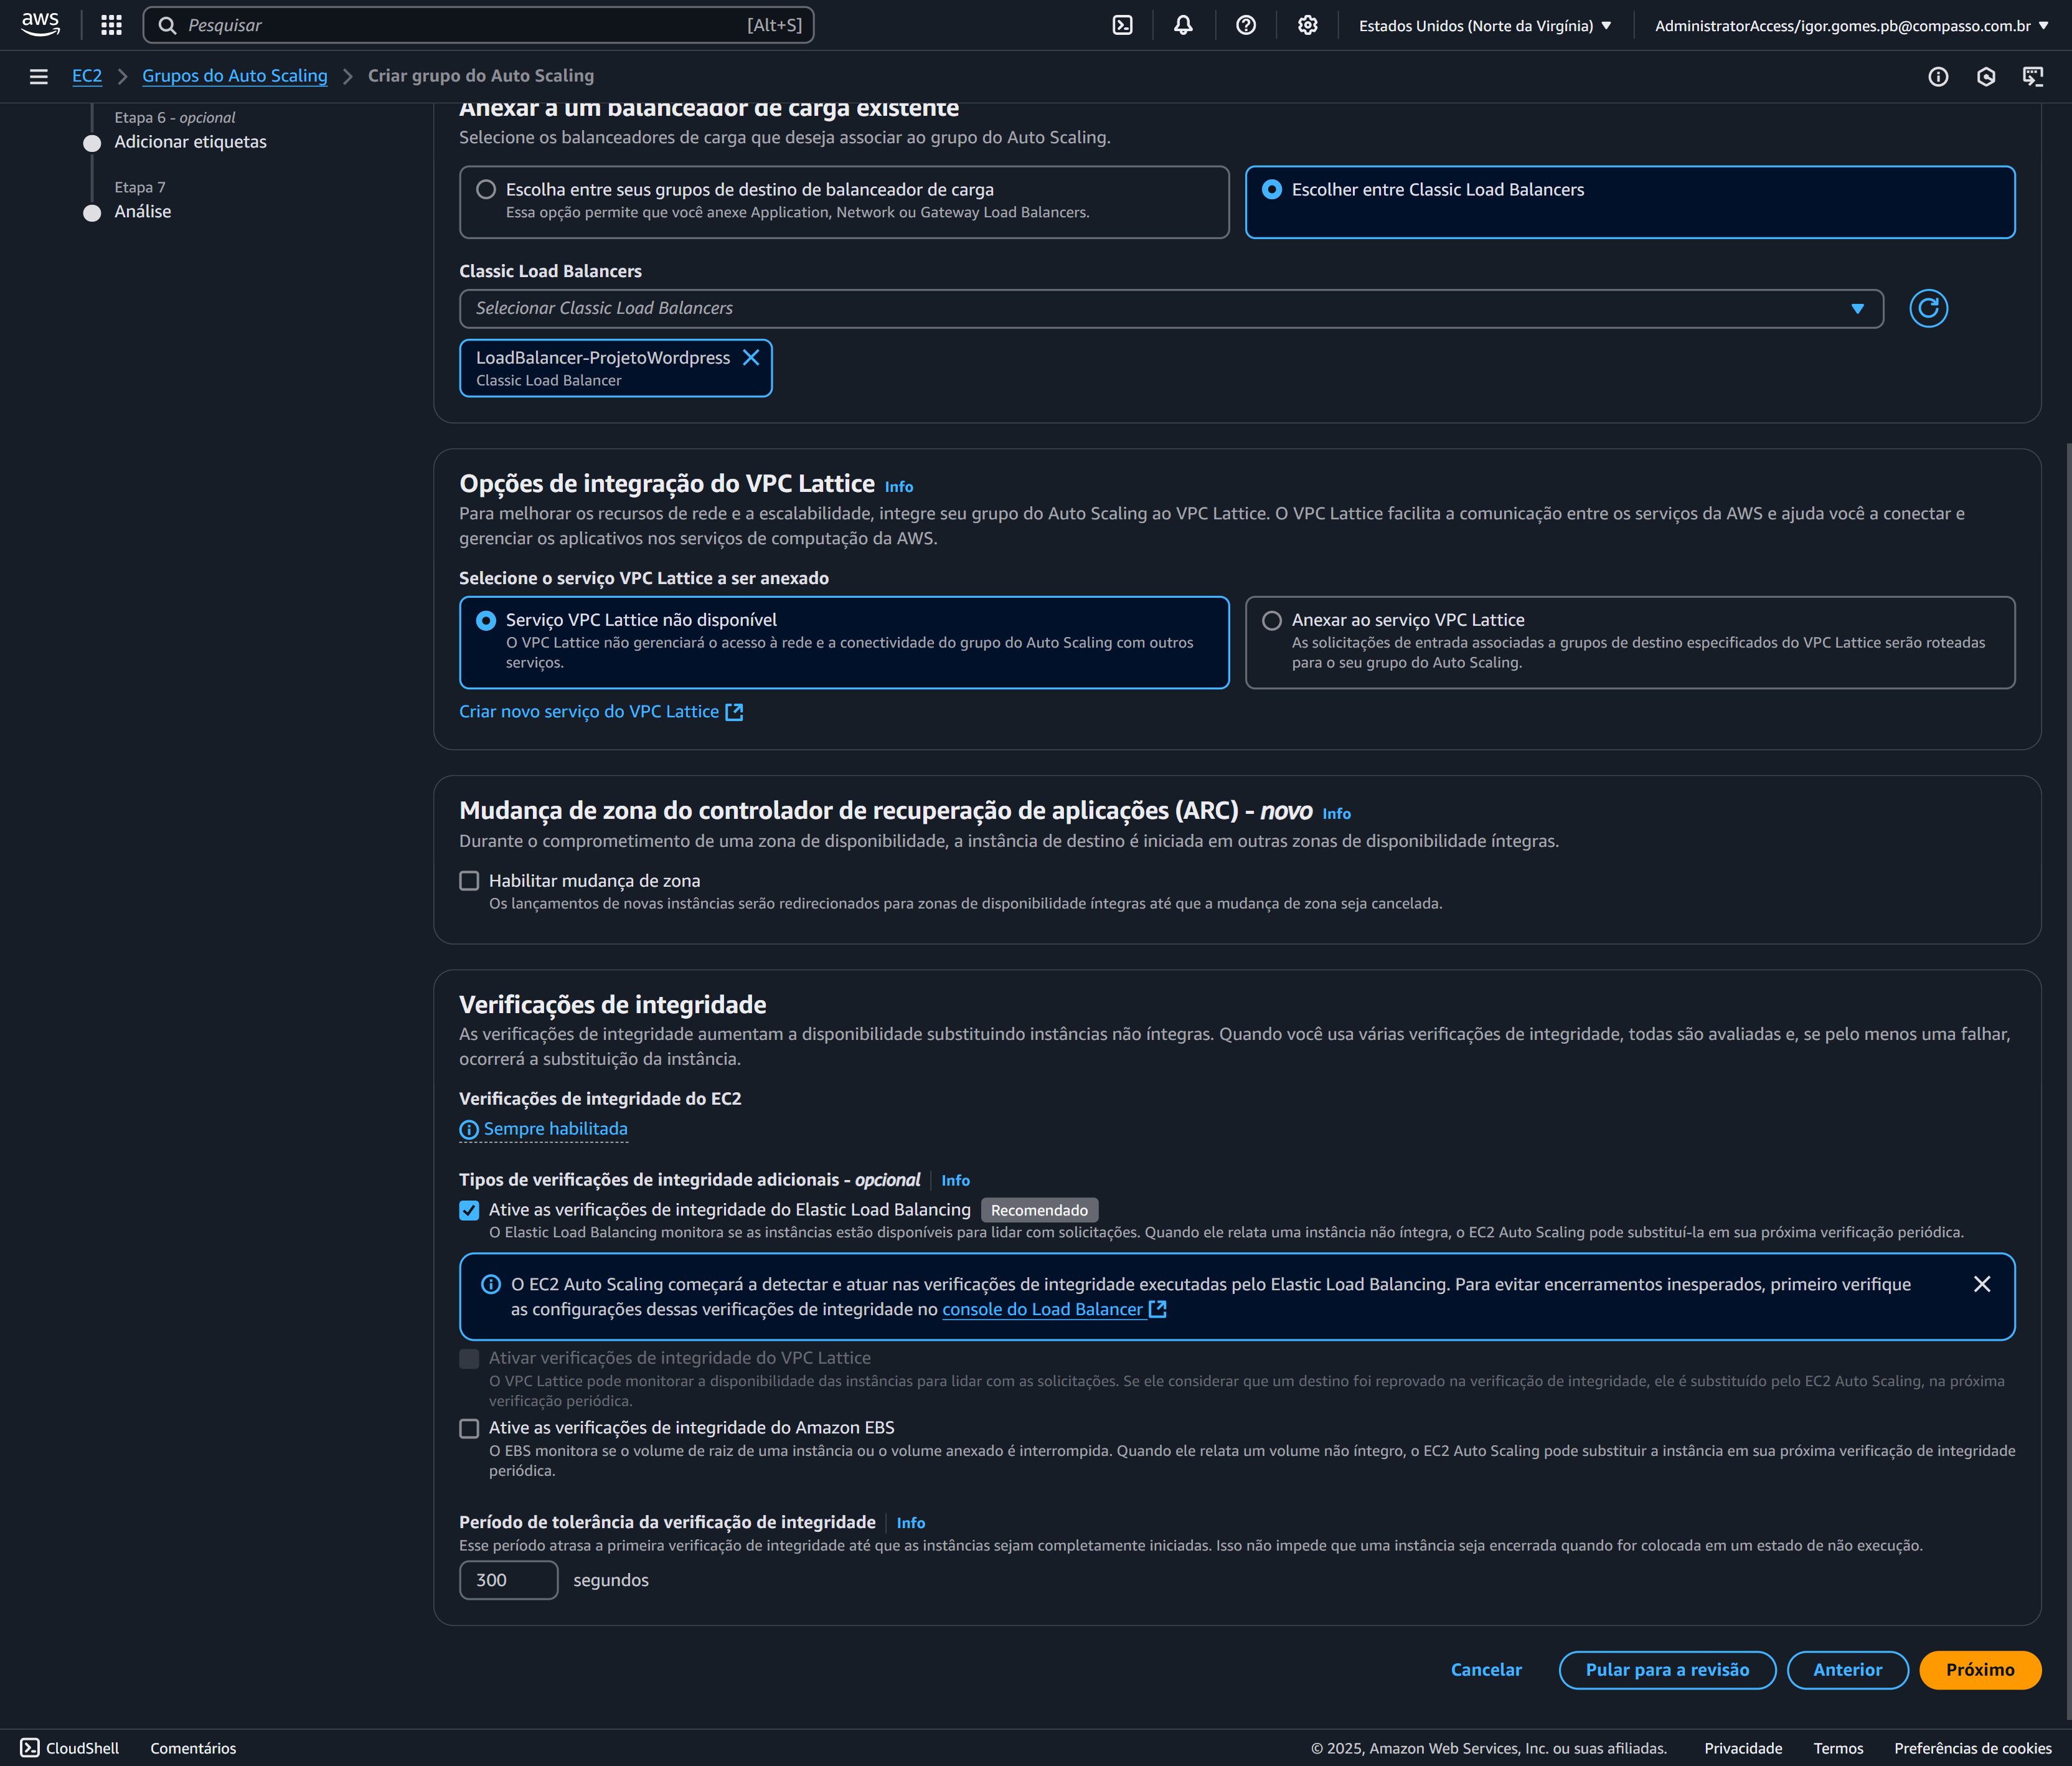 aws
Pesquisar
[Alt+S]
Estados Unidos (Norte da Virgínia)
AdministratorAccess/igor.gomes.pb@compasso.com.br
EC2
Grupos do Auto Scaling
Criar grupo do Auto Scaling
Etapa 6 - opcional
Adicionar etiquetas
Etapa 7
Análise
Anexar a um balanceador de carga existente
Selecione os balanceadores de carga que deseja associar ao grupo do Auto Scaling.
Escolha entre seus grupos de destino de balanceador de carga
Essa opção permite que você anexe Application, Network ou Gateway Load Balancers.
Escolher entre Classic Load Balancers
Classic Load Balancers
Selecionar Classic Load Balancers
LoadBalancer-ProjetoWordpress
Classic Load Balancer
Opções de integração do VPC Lattice Info
Para melhorar os recursos de rede e a escalabilidade, integre seu grupo do Auto Scaling ao VPC Lattice. O VPC Lattice facilita a comunicação entre os serviços da AWS e ajuda você a conectar e
gerenciar os aplicativos nos serviços de computação da AWS.
Selecione o serviço VPC Lattice a ser anexado
Serviço VPC Lattice não disponível
O VPC Lattice não gerenciará o acesso à rede e a conectividade do grupo do Auto Scaling com outros
serviços.
Anexar ao serviço VPC Lattice
As solicitações de entrada associadas a grupos de destino especificados do VPC Lattice serão roteadas
para o seu grupo do Auto Scaling.
Criar novo serviço do VPC Lattice
Mudança de zona do controlador de recuperação de aplicações (ARC) - novo Info
Durante o comprometimento de uma zona de disponibilidade, a instância de destino é iniciada em outras zonas de disponibilidade íntegras.
Habilitar mudança de zona
Os lançamentos de novas instâncias serão redirecionados para zonas de disponibilidade íntegras até que a mudança de zona seja cancelada.
Verificações de integridade
As verificações de integridade aumentam a disponibilidade substituindo instâncias não íntegras. Quando você usa várias verificações de integridade, todas são avaliadas e, se pelo menos uma falhar,
ocorrerá a substituição da instância.
Verificações de integridade do EC2
Sempre habilitada
Tipos de verificações de integridade adicionais - opcional Info
Ative as verificações de integridade do Elastic Load Balancing Recomendado
O Elastic Load Balancing monitora se as instâncias estão disponíveis para lidar com solicitações. Quando ele relata uma instância não íntegra, o EC2 Auto Scaling pode substituí-la em sua próxima verificação periódica.
O EC2 Auto Scaling começará a detectar e atuar nas verificações de integridade executadas pelo Elastic Load Balancing. Para evitar encerramentos inesperados, primeiro verifique
as configurações dessas verificações de integridade no console do Load Balancer
Ativar verificações de integridade do VPC Lattice
O VPC Lattice pode monitorar a disponibilidade das instâncias para lidar com as solicitações. Se ele considerar que um destino foi reprovado na verificação de integridade, ele é substituído pelo EC2 Auto Scaling, na próxima
verificação periódica.
Ative as verificações de integridade do Amazon EBS
O EBS monitora se o volume de raiz de uma instância ou o volume anexado é interrompida. Quando ele relata um volume não íntegro, o EC2 Auto Scaling pode substituir a instância em sua próxima verificação de integridade
periódica.
Período de tolerância da verificação de integridade Info
Esse período atrasa a primeira verificação de integridade até que as instâncias sejam completamente iniciadas. Isso não impede que uma instância seja encerrada quando for colocada em um estado de não execução.
300 segundos
Cancelar
Pular para a revisão
Anterior
Próximo
CloudShell
Comentários
© 2025, Amazon Web Services, Inc. ou suas afiliadas.
Privacidade
Termos
Preferências de cookies